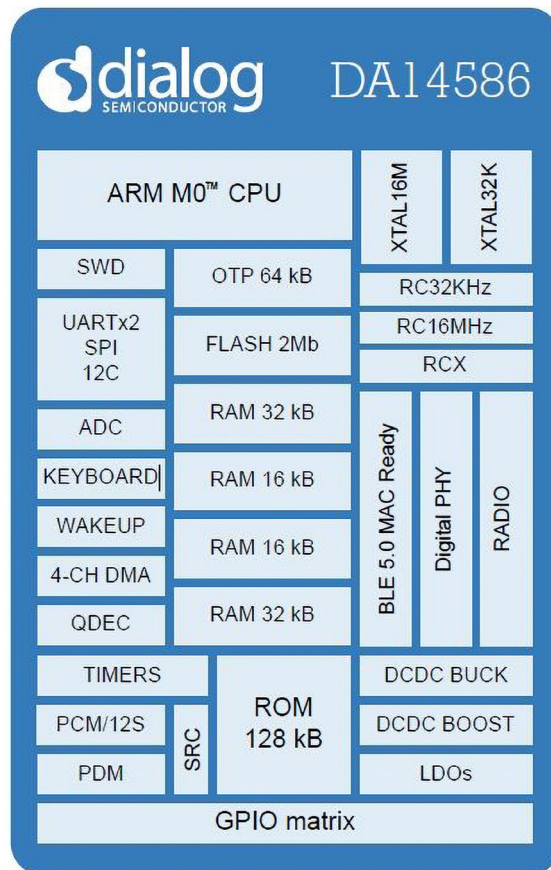 dialog
SEMICONDUCTOR
DA14586
ARM M0™ CPU
XTAL16M
XTAL32K
SWD
OTP 64 kB
RC32KHz
UARTx2
SPI
12C
FLASH 2Mb
RC16MHz
RCX
RAM 32 kB
ADC
KEYBOARD
RAM 16 kB
WAKEUP
RAM 16 kB
4-CH DMA
QDEC
RAM 32 kB
BLE 5.0 MAC Ready
Digital PHY
RADIO
TIMERS
ROM
128 kB
DCDC BUCK
PCM/12S
SRC
DCDC BOOST
PDM
LDOs
GPIO matrix